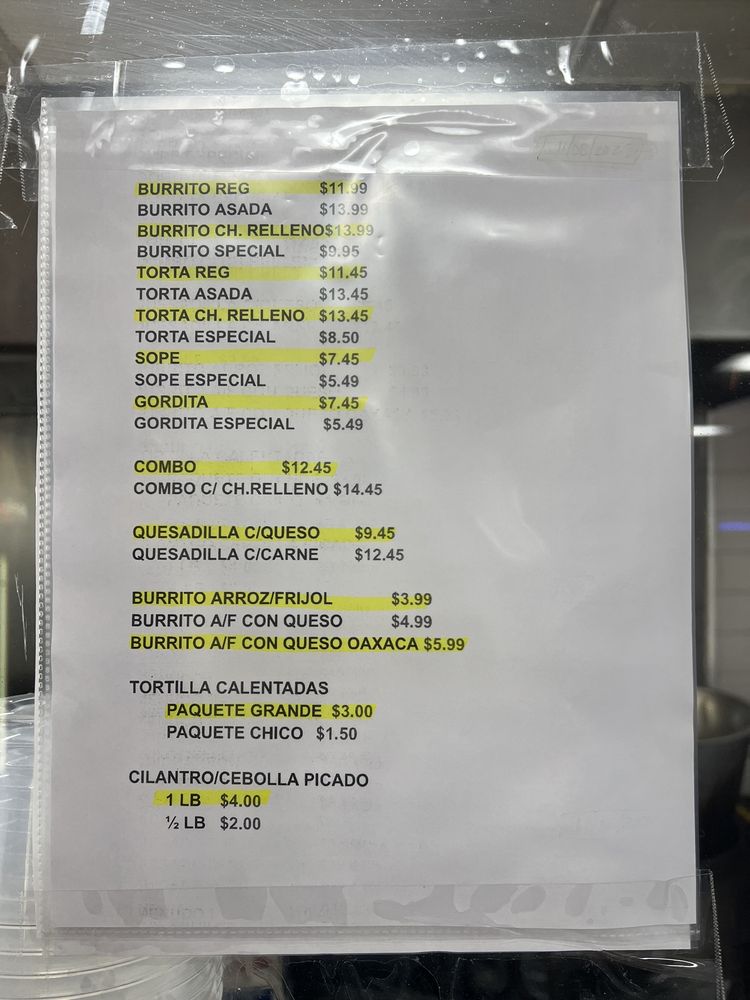 BURRITO REG $11.99
BURRITO ASADA $13.99
BURRITO CH. RELLENO$13.99
BURRITO SPECIAL $9.95
TORTA REG $11.45
TORTA ASADA $13.45
TORTA CH. RELLENO $13.45
TORTA ESPECIAL $8.50
SOPE $7.45
SOPE ESPECIAL $5.49
GORDITA $7.45
GORDITA ESPECIAL $5.49
COMBO $12.45
COMBO C/ CH.RELLENO $14.45
QUESADILLA C/QUESO $9.45
QUESADILLA C/CARNE $12.45
BURRITO ARROZ/FRIJOL $3.99
BURRITO A/F CON QUESO $4.99
BURRITO A/F CON QUESO OAXACA $5.99
TORTILLA CALENTADAS
PAQUETE GRANDE $3.00
PAQUETE CHICO $1.50
CILANTRO/CEBOLLA PICADO
1 LB $4.00
½ LB $2.00